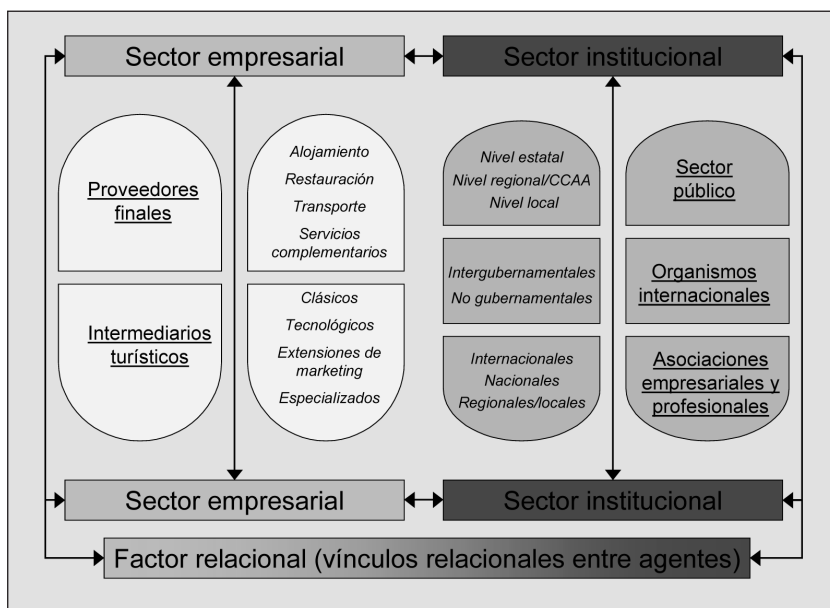 Sector empresarial
Sector institucional
Proveedores
finales
Alojamiento
Restauración
Transporte
Servicios
complementarios
Nivel estatal
Nivel regional/CCAA
Nivel local
Sector
público
Intergubernamentales
No gubernamentales
Organismos
internacionales
Intermediarios
turísticos
Clásicos
Tecnológicos
Extensiones de
marketing
Especializados
Internacionales
Nacionales
Regionales/locales
Asociaciones
empresariales y
profesionales
Sector empresarial
Sector institucional
Factor relacional (vínculos relacionales entre agentes)